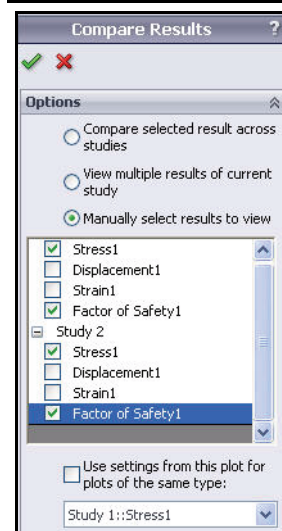 Compare Results ?
Options
Compare selected result across
studies
View multiple results of current
study
Manually select results to view
Stress1
Displacement1
Strain1
Factor of Safety1
Study 2
Stress1
Displacement1
Strain1
Factor of Safety1
Use settings from this plot for
plots of the same type:
Study 1::Stress1